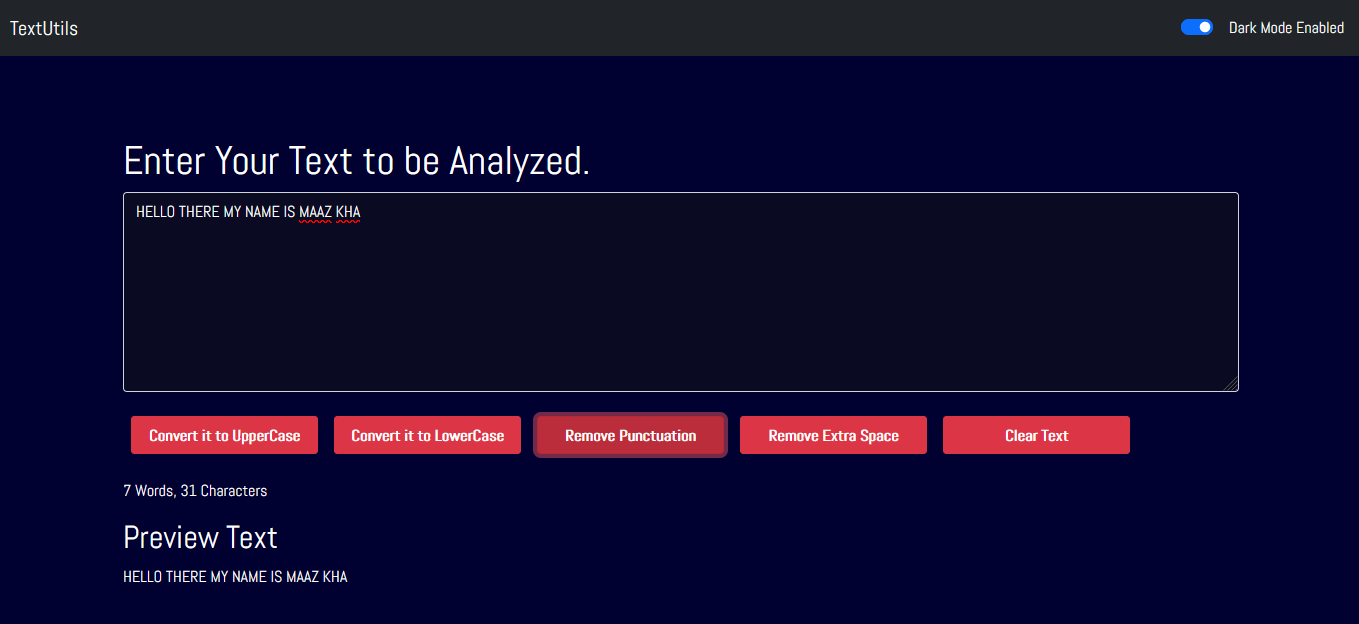 TextUtils
Dark Mode Enabled
Enter Your Text to be Analyzed.
HELLO THERE MY NAME IS MAAZ KHA
Convert it to UpperCase
Convert it to LowerCase
Remove Punctuation
Remove Extra Space
Clear Text
7 Words, 31 Characters
Preview Text
HELLO THERE MY NAME IS MAAZ KHA